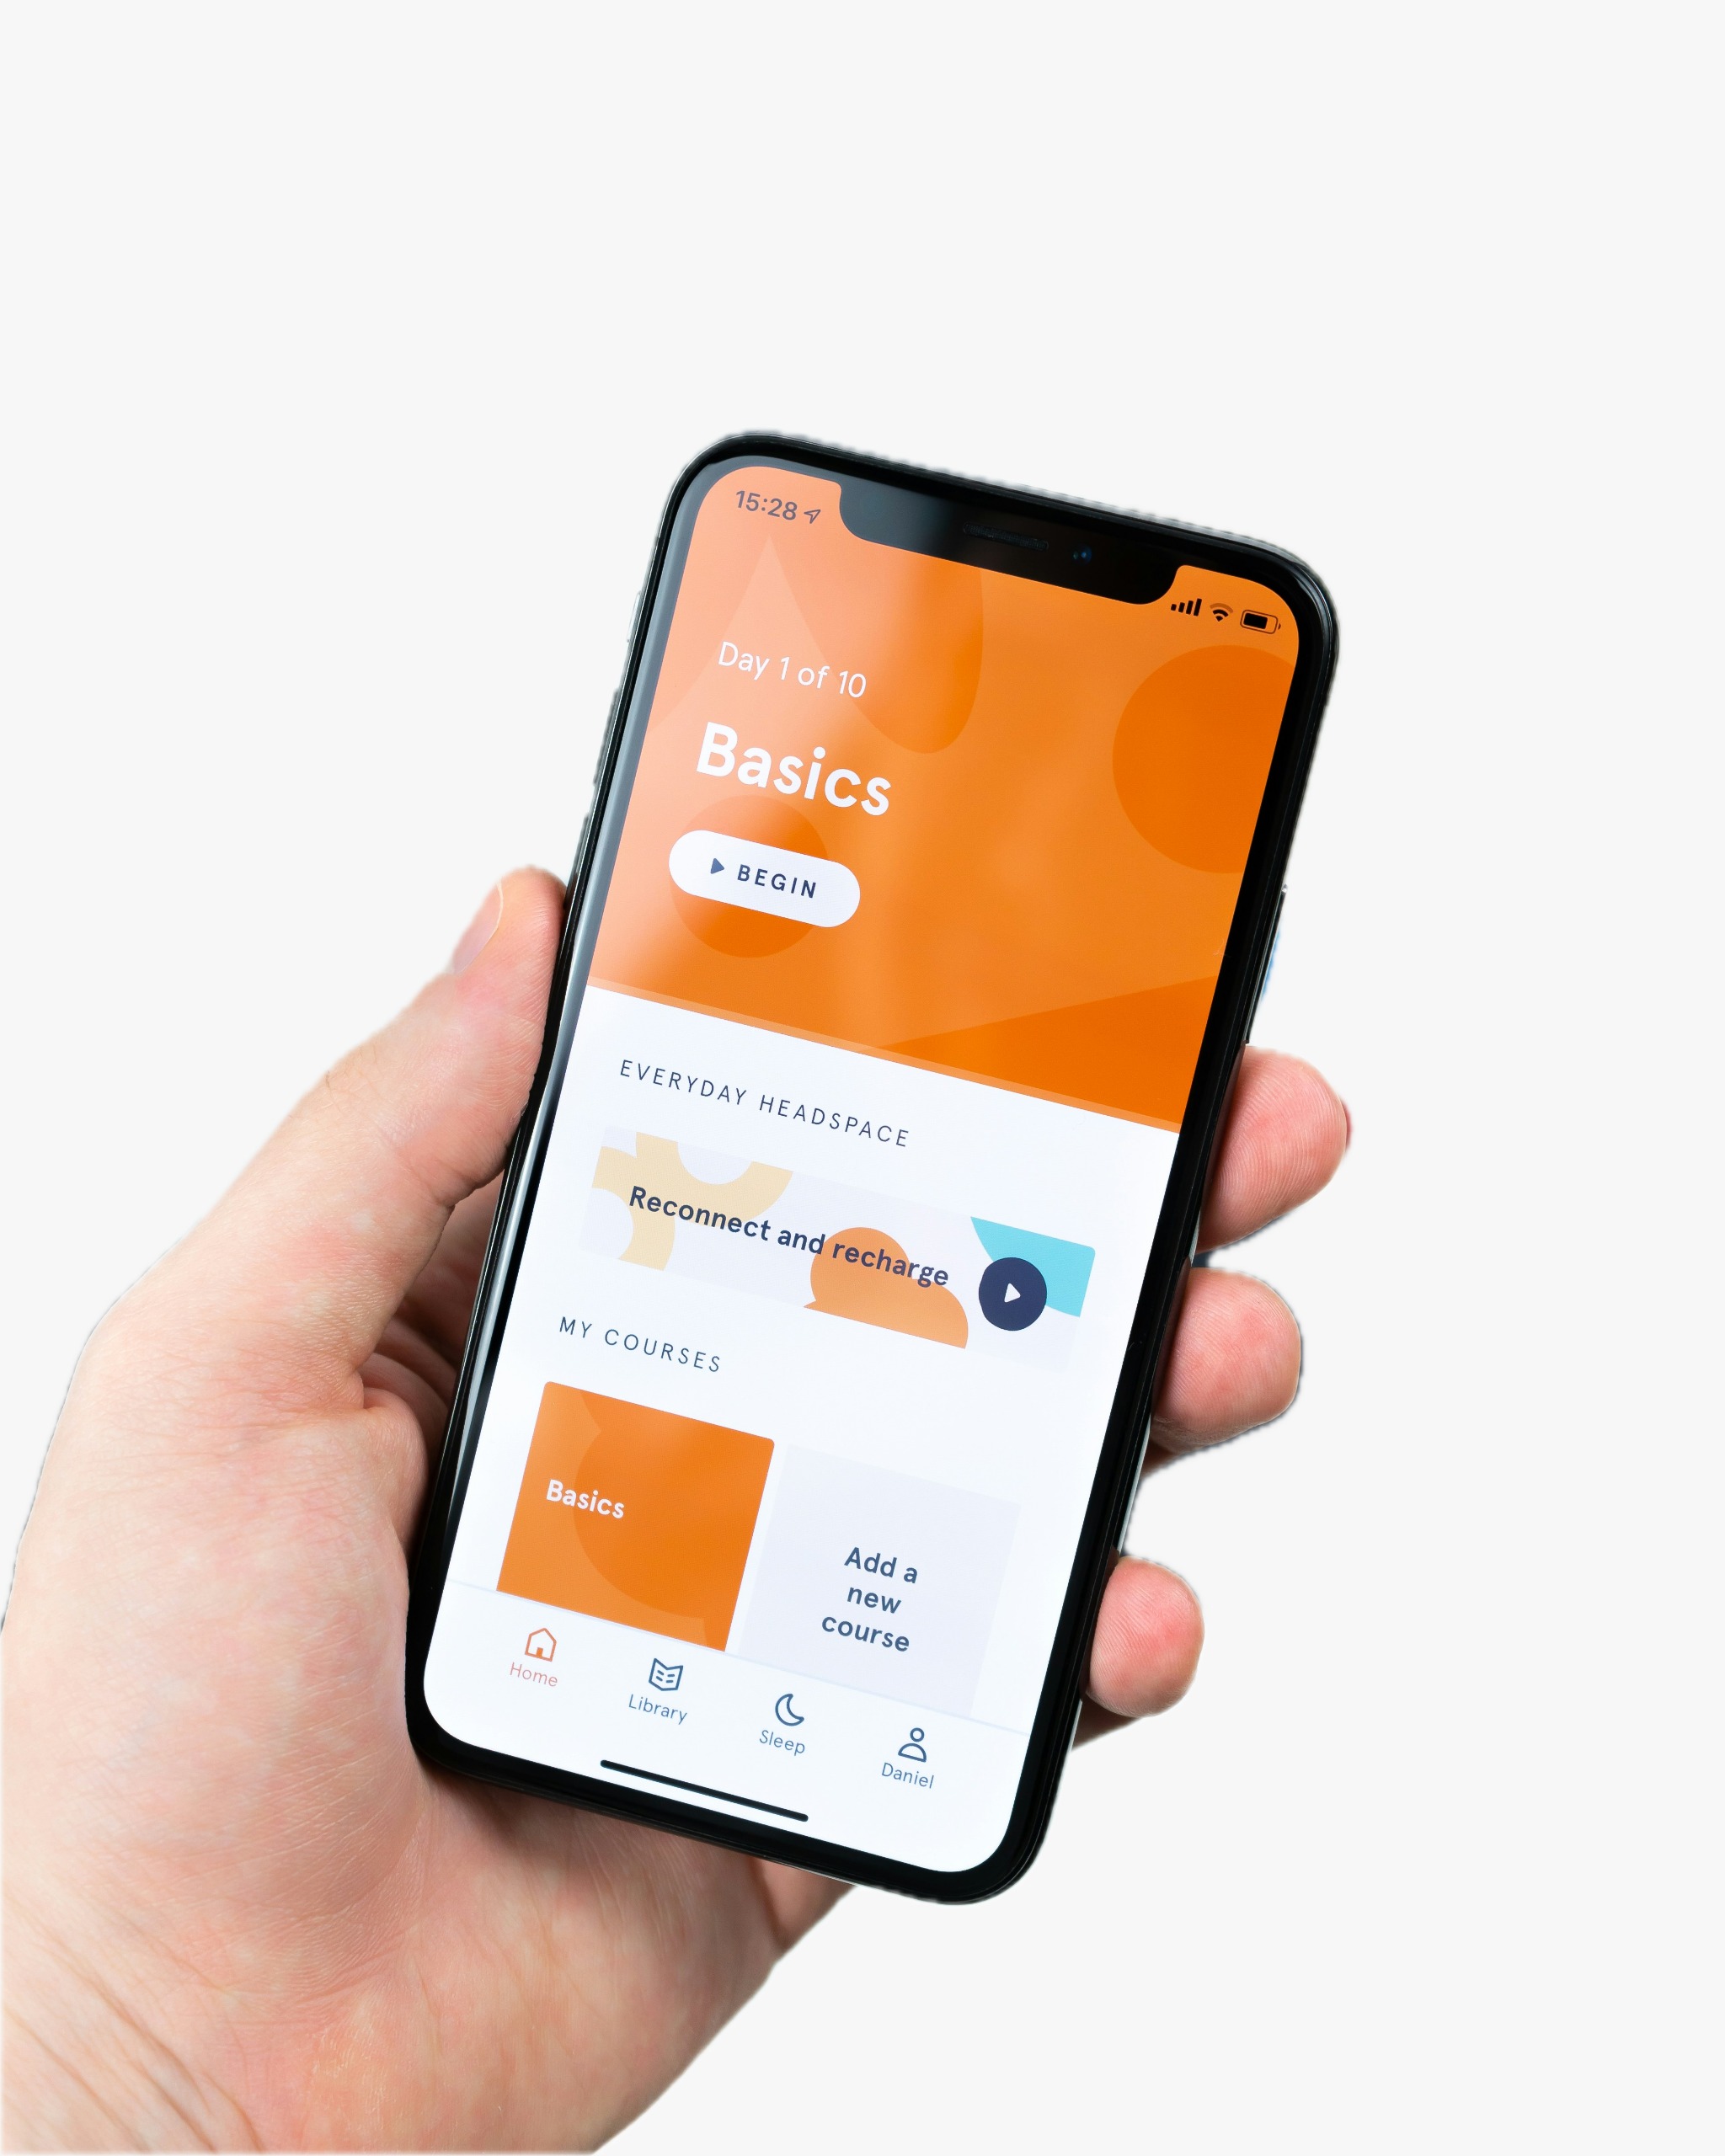 15:28
Day 1 of 10
Basics
BEGIN
EVERYDAY HEADSPACE
Reconnect and recharge
MY COURSES
Basics
Add a
new
course
Home
Library
Sleep
Daniel